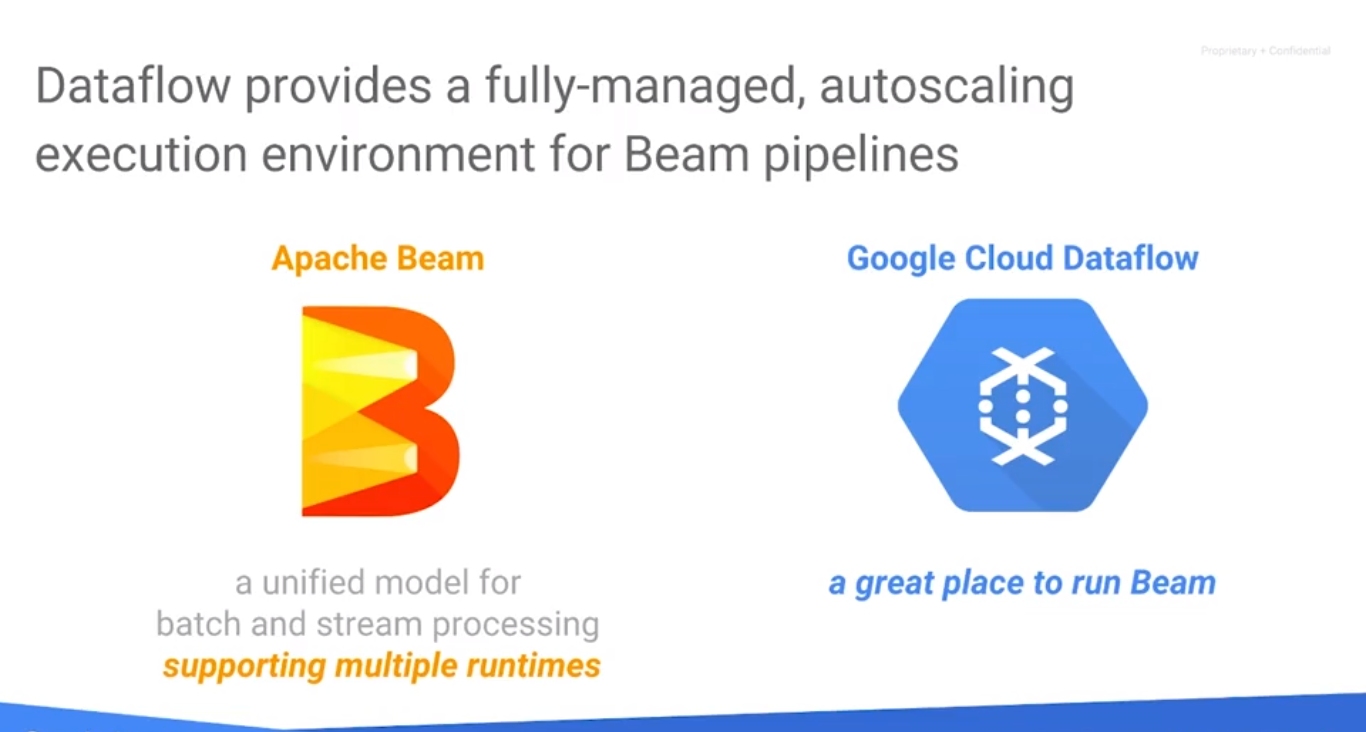 Proprietary + Confidential
Dataflow provides a fully-managed, autoscaling
execution environment for Beam pipelines
Apache Beam
Google Cloud Dataflow
a unified model for
batch and stream processing
supporting multiple runtimes
a great place to run Beam